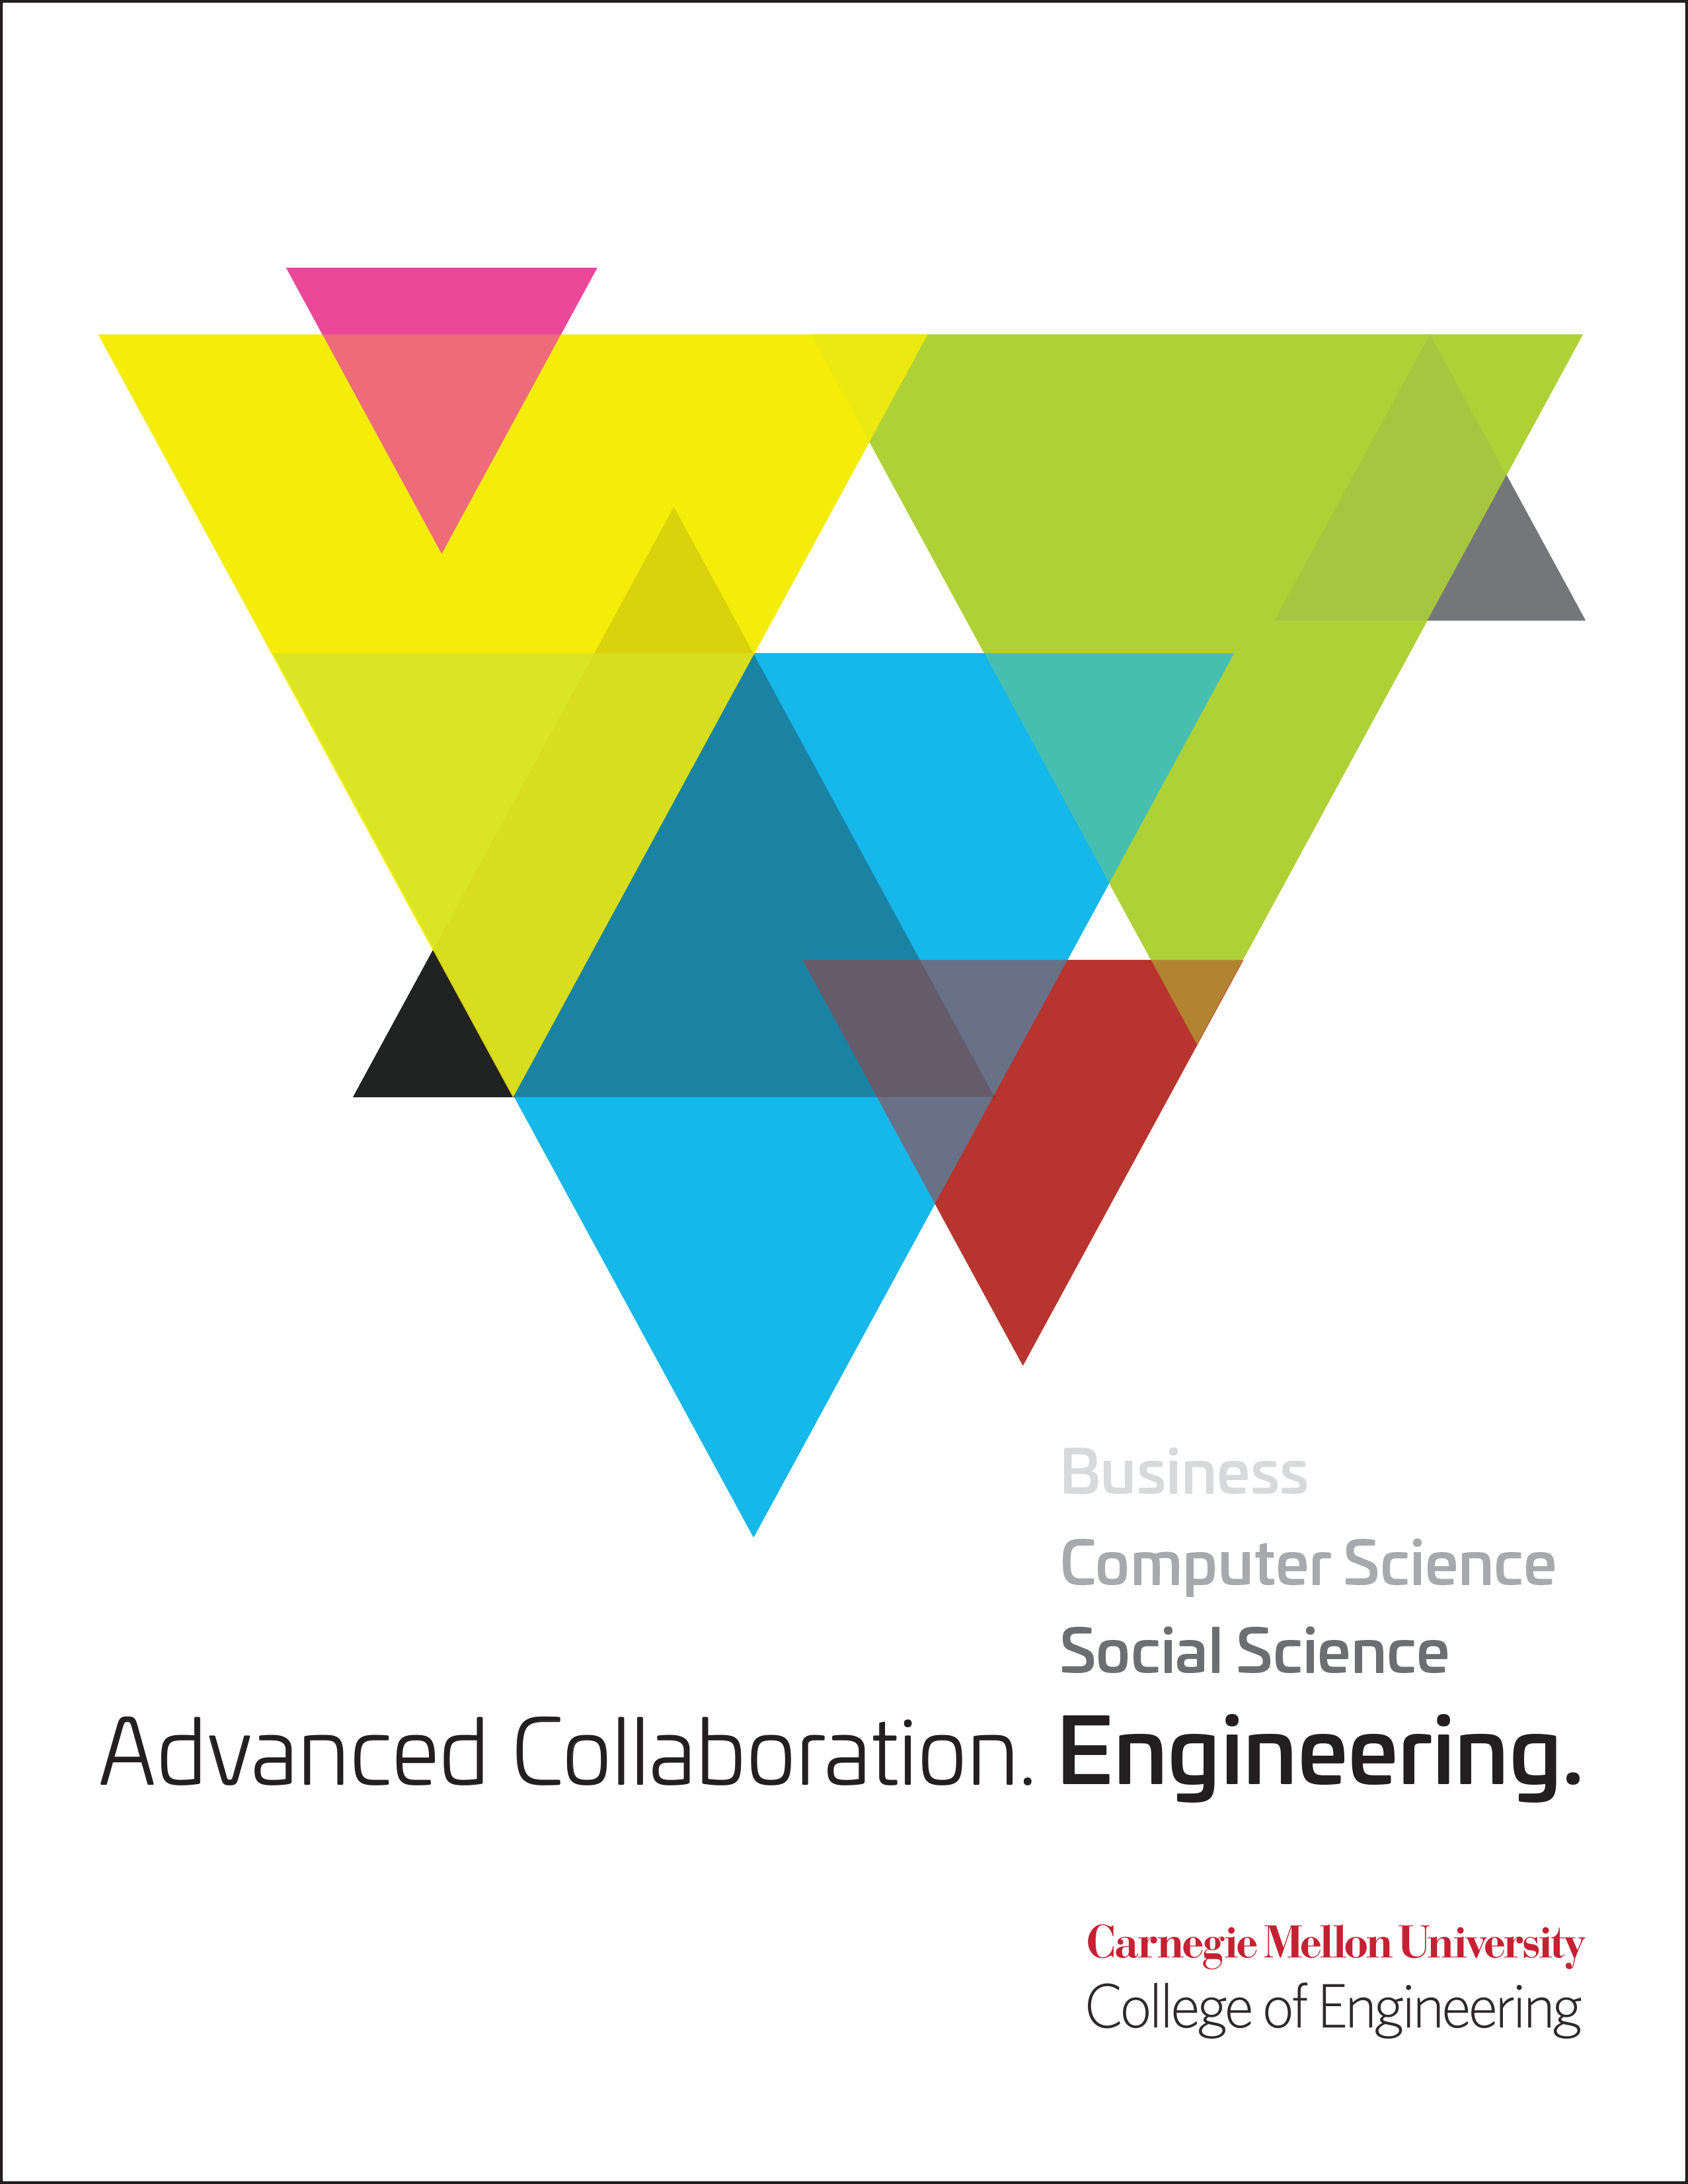 Business
Computer Science
Social Science
Advanced Collaboration. Engineering.
Carnegie Mellon University
College of Engineering